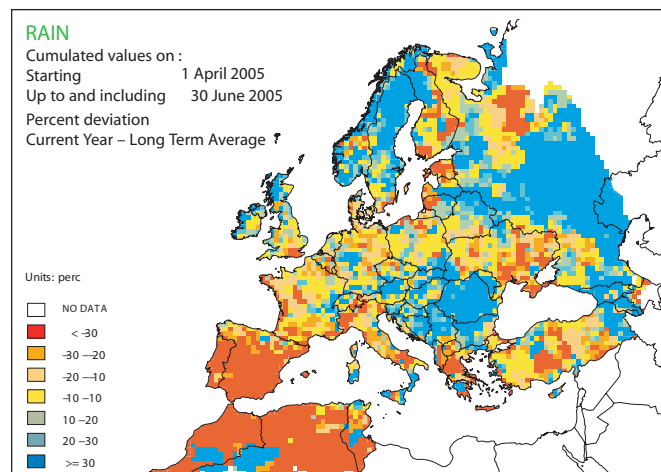 RAIN
Cumulated values on :
Starting 1 April 2005
Up to and including 30 June 2005
Percent deviation
Current Year – Long Term Average
Units: perc
NO DATA
< -30
-30 –-20
-20 –-10
-10 –10
10 –20
20 –30
>= 30